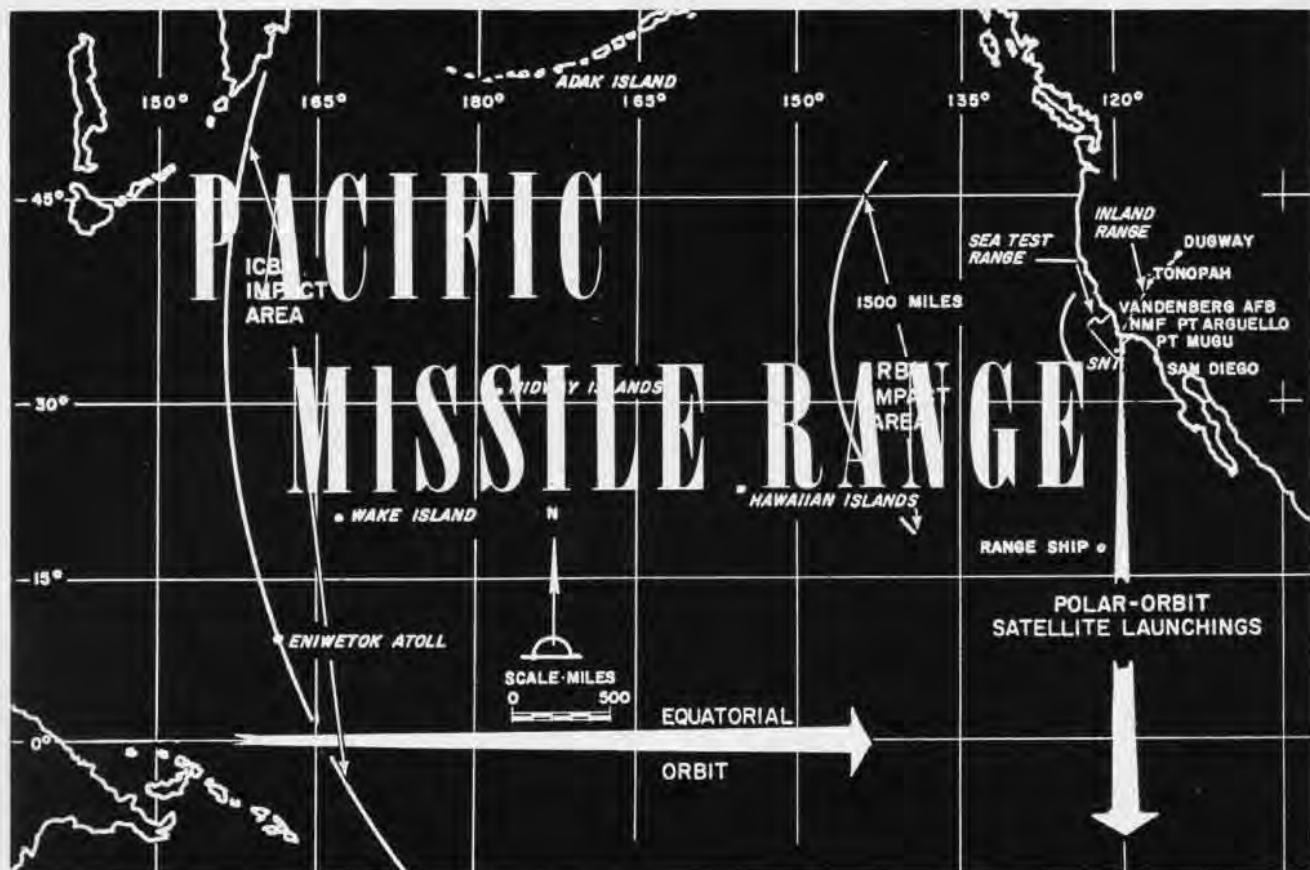 ADAK ISLAND
150° 165° 180° 165° 150° 135° 120°
PACIFIC
45°
ICB
IMPACT
AREA
1500 MILES
SEA TEST
RANGE
INLAND
RANGE
DUGWAY
TONOPAH
VANDENBERG AFB
NMF PT ARGUELLO
PT MUGU
SNI
SAN DIEGO
MISSILE RANGE
MIDWAY ISLANDS
RB
IMPACT
AREA
30°
HAWAIIAN ISLANDS
WAKE ISLAND
N
RANGE SHIP
15°
POLAR-ORBIT
SATELLITE LAUNCHINGS
ENIWETOK ATOLL
SCALE-MILES
0 500
EQUATORIAL
0°
ORBIT